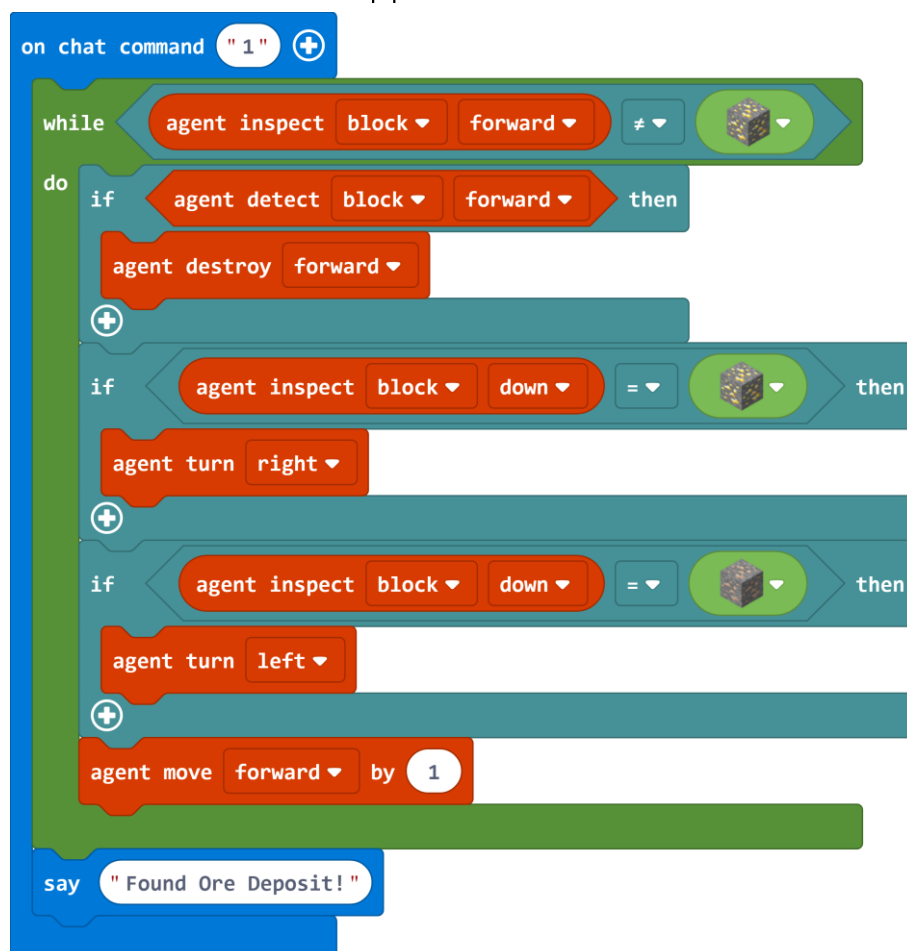 on chat command "1"
while agent inspect block forward ≠
do
if agent detect block forward then
agent destroy forward
if agent inspect block down = then
agent turn right
if agent inspect block down = then
agent turn left
agent move forward by 1
say "Found Ore Deposit!"